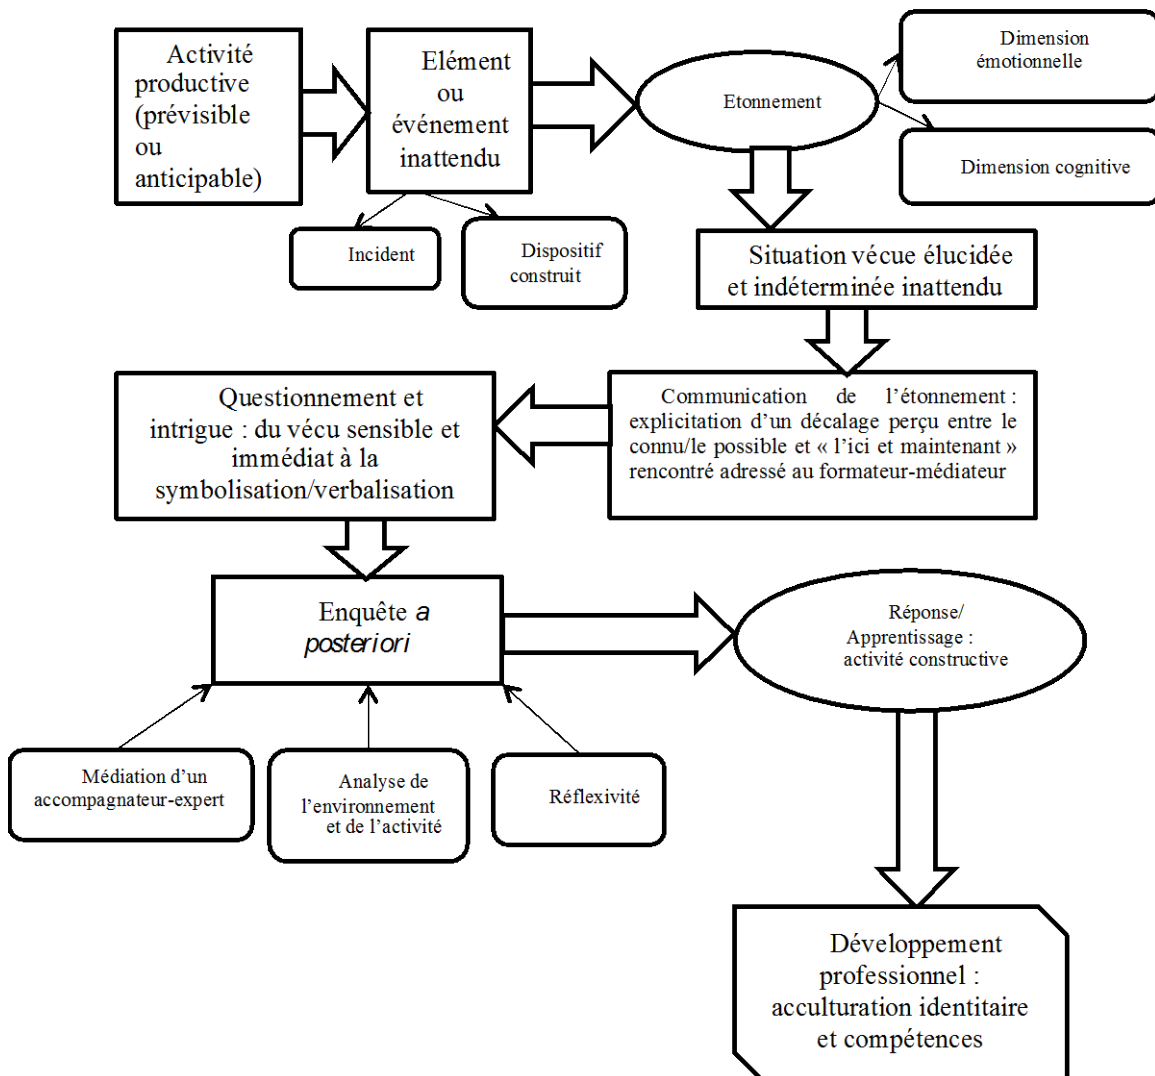 Activité
productive
(prévisible
ou
anticipable)
Elément
ou
événement
inattendu
Etonnement
Dimension
émotionnelle
Dimension cognitive
Incident
Dispositif
construit
Situation vécue élucidée
et indéterminée inattendu
Communication de l’étonnement :
explicitation d’un décalage perçu entre le
connu/le possible et « l’ici et maintenant »
rencontré adressé au formateur-médiateur
Questionnement et
intrigue : du vécu sensible et
immédiat à la
symbolisation/verbalisation
Enquête a
posteriori
Réponse/
Apprentissage :
activité constructive
Médiation d’un
accompagnateur-expert
Analyse de
l’environnement
et de l’activité
Réflexivité
Développement
professionnel :
acculturation identitaire
et compétences